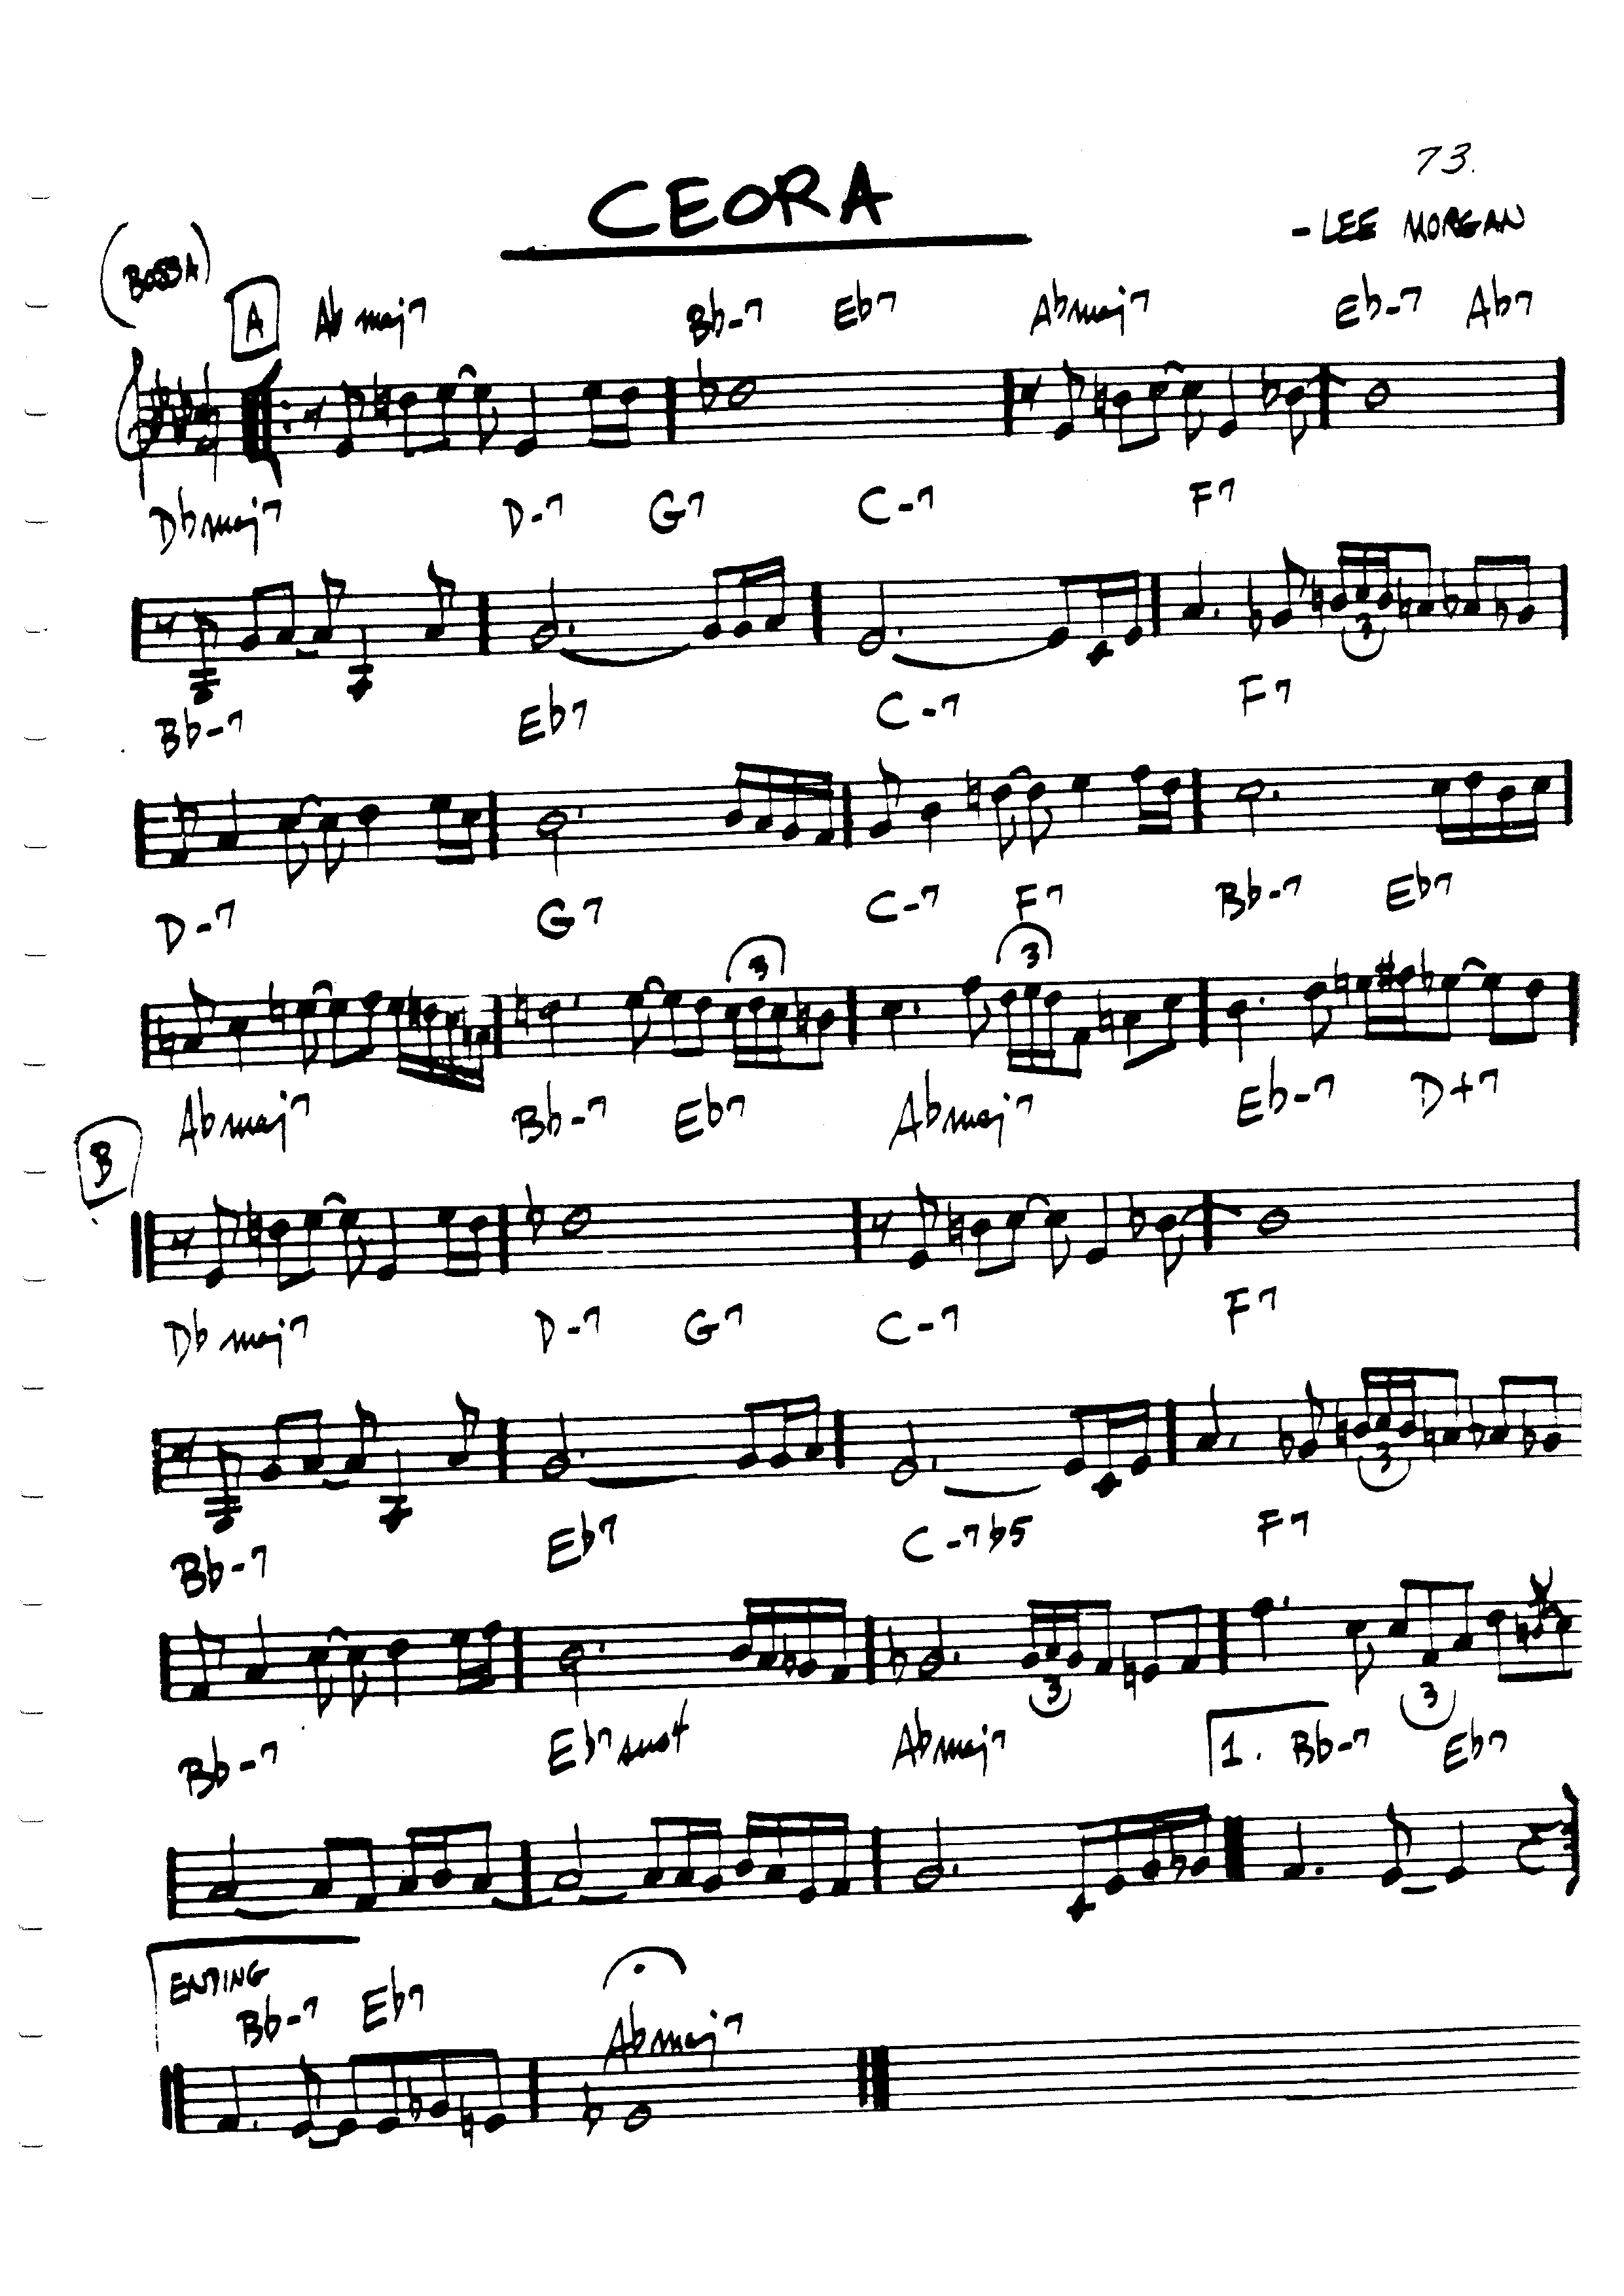 73.
CEORA
- LEE MORGAN
(BOSSA)
A Abmaj7 Bb-7 Eb7 Abmaj7 Eb-7 Ab7
Dbmaj7 D-7 G7 C-7 F7
3
Bb-7 Eb7 C-7 F7
D-7 G7 C-7 F7 Bb-7 Eb7
3 3
B Abmaj7 Bb-7 Eb7 Abmaj7 Eb-7 D+7
Dbmaj7 D-7 G7 C-7 F7
3
Bb-7 Eb7 C-7b5 F7
3 3
Bb-7 Eb7sus4 Abmaj7 1. Bb-7 Eb7
ENDING
Bb-7 Eb7 Abmaj7